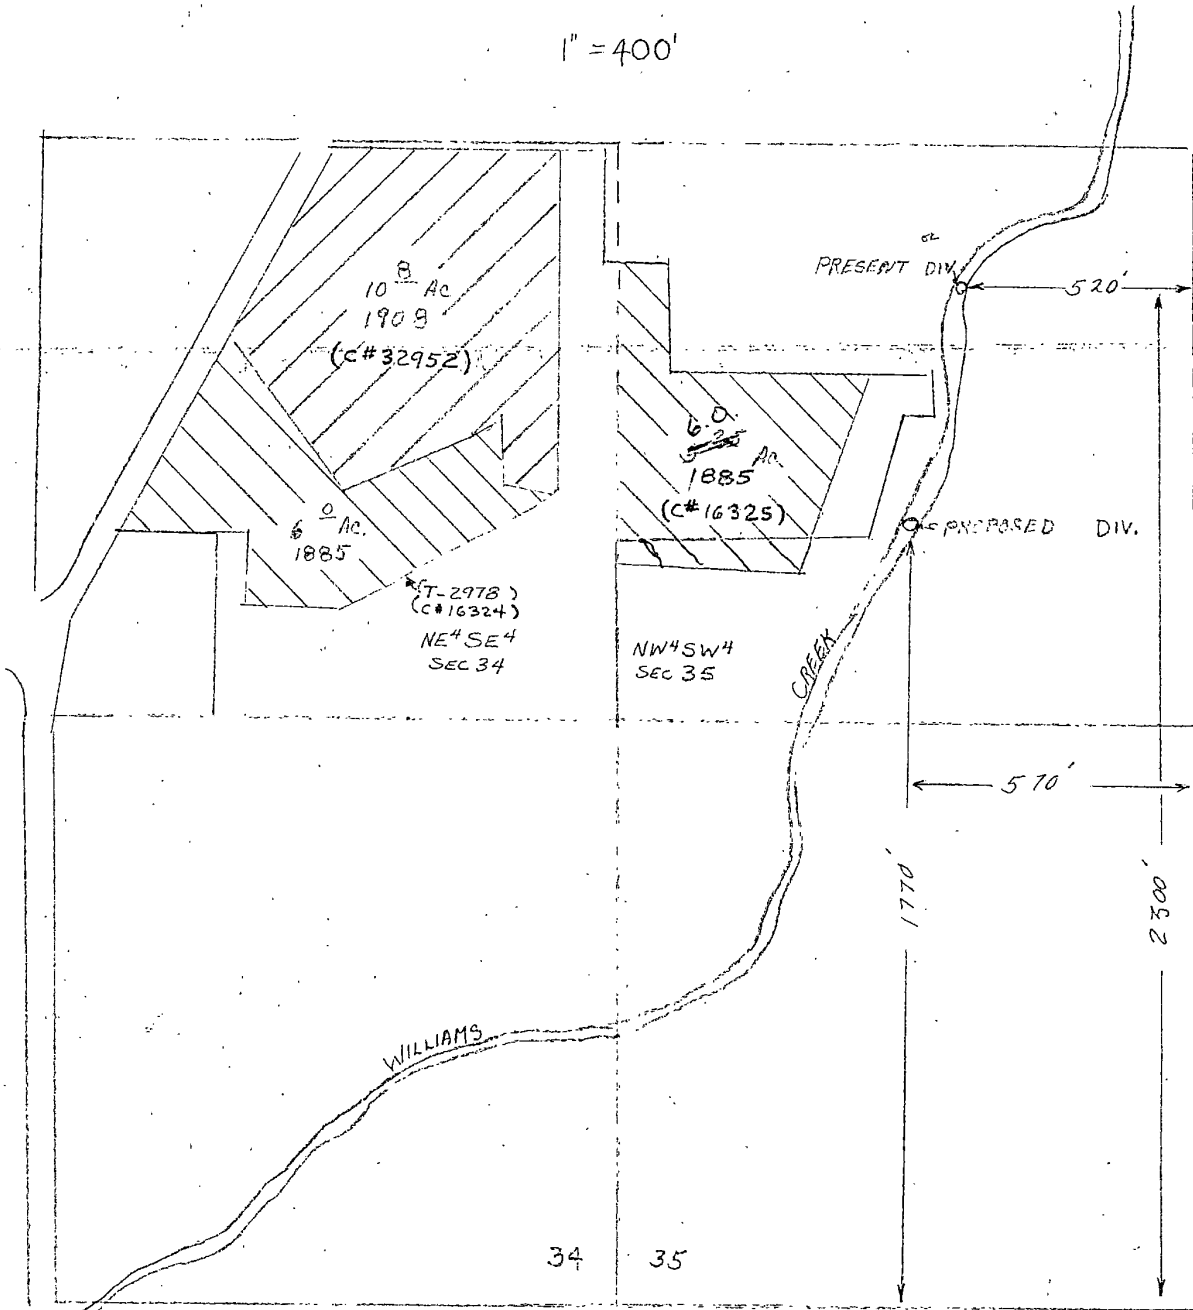 1" = 400'
or
PRESENT DIV.
520'
10 8 Ac
1908
(C#32952)
6.0
Ac.
1885
(C#16325)
PROPOSED DIV.
6 0 Ac.
1885
(T-2978)
(C#16324)
NE4 SE4
SEC 34
NW4 SW4
SEC 35
CREEK
570'
1770'
2300'
WILLIAMS
34 35